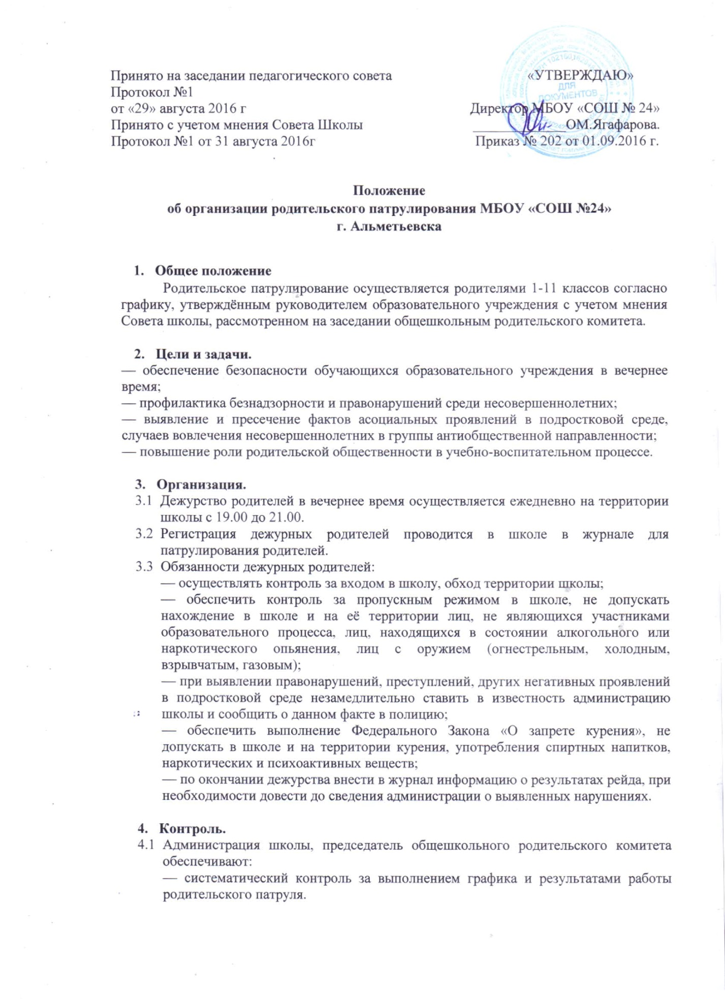 Принято на заседании педагогического совета «УТВЕРЖДАЮ»
Протокол №1
от «29» августа 2016 г Директор МБОУ «СОШ № 24»
Принято с учетом мнения Совета Школы ______________ОМ.Ягафарова.
Протокол №1 от 31 августа 2016г Приказ № 202 от 01.09.2016 г.
ДЛЯ
ДОКУМЕНТОВ
Положение
об организации родительского патрулирования МБОУ «СОШ №24»
г. Альметьевска
1. Общее положение
Родительское патрулирование осуществляется родителями 1-11 классов согласно
графику, утверждённым руководителем образовательного учреждения с учетом мнения
Совета школы, рассмотренном на заседании общешкольным родительского комитета.
2. Цели и задачи.
— обеспечение безопасности обучающихся образовательного учреждения в вечернее
время;
— профилактика безнадзорности и правонарушений среди несовершеннолетних;
— выявление и пресечение фактов асоциальных проявлений в подростковой среде,
случаев вовлечения несовершеннолетних в группы антиобщественной направленности;
— повышение роли родительской общественности в учебно-воспитательном процессе.
3. Организация.
3.1 Дежурство родителей в вечернее время осуществляется ежедневно на территории
школы с 19.00 до 21.00.
3.2 Регистрация дежурных родителей проводится в школе в журнале для
патрулирования родителей.
3.3 Обязанности дежурных родителей:
— осуществлять контроль за входом в школу, обход территории школы;
— обеспечить контроль за пропускным режимом в школе, не допускать
нахождение в школе и на её территории лиц, не являющихся участниками
образовательного процесса, лиц, находящихся в состоянии алкогольного или
наркотического опьянения, лиц с оружием (огнестрельным, холодным,
взрывчатым, газовым);
— при выявлении правонарушений, преступлений, других негативных проявлений
в подростковой среде незамедлительно ставить в известность администрацию
школы и сообщить о данном факте в полицию;
— обеспечить выполнение Федерального Закона «О запрете курения», не
допускать в школе и на территории курения, употребления спиртных напитков,
наркотических и психоактивных веществ;
— по окончании дежурства внести в журнал информацию о результатах рейда, при
необходимости довести до сведения администрации о выявленных нарушениях.
4. Контроль.
4.1 Администрация школы, председатель общешкольного родительского комитета
обеспечивают:
— систематический контроль за выполнением графика и результатами работы
родительского патруля.